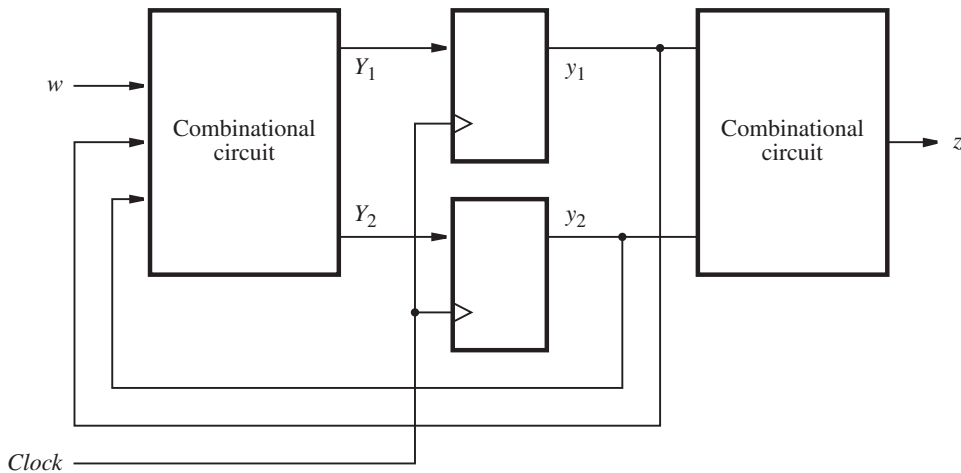 w
Combinational
circuit
Y1
y1
Y2
y2
Combinational
circuit
z
Clock